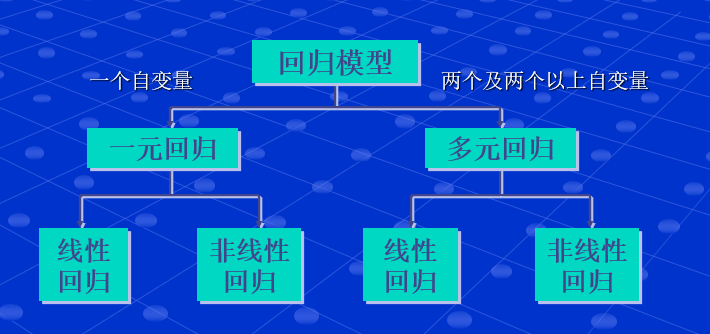 回归模型
一个自变量
两个及两个以上自变量
一元回归
多元回归
线性
回归
非线性
回归
线性
回归
非线性
回归